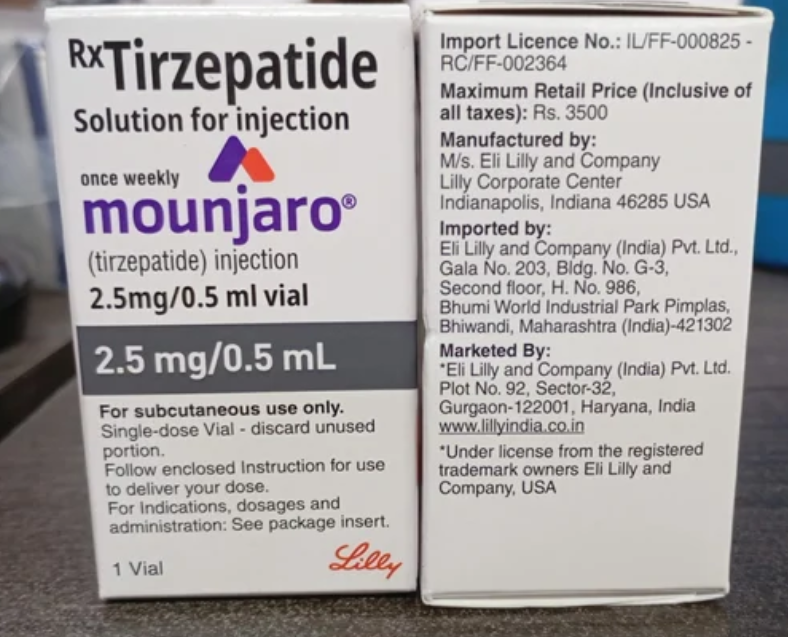 RxTirzepatide
Solution for injection
once weekly
mounjaro®
(tirzepatide) injection
2.5mg/0.5 ml vial
2.5 mg/0.5 mL
For subcutaneous use only.
Single-dose Vial - discard unused
portion.
Follow enclosed Instruction for use
to deliver your dose.
For Indications, dosages and
administration: See package insert.
1 Vial
Lilly
Import Licence No.: IL/FF-000825 -
RC/FF-002364
Maximum Retail Price (Inclusive of
all taxes): Rs. 3500
Manufactured by:
M/s. Eli Lilly and Company
Lilly Corporate Center
Indianapolis, Indiana 46285 USA
Imported by:
Eli Lilly and Company (India) Pvt. Ltd.,
Gala No. 203, Bldg. No. G-3,
Second floor, H. No. 986,
Bhumi World Industrial Park Pimplas,
Bhiwandi, Maharashtra (India)-421302
Marketed By:
*Eli Lilly and Company (India) Pvt. Ltd.
Plot No. 92, Sector-32,
Gurgaon-122001, Haryana, India
www.lillyindia.co.in
*Under license from the registered
trademark owners Eli Lilly and
Company, USA